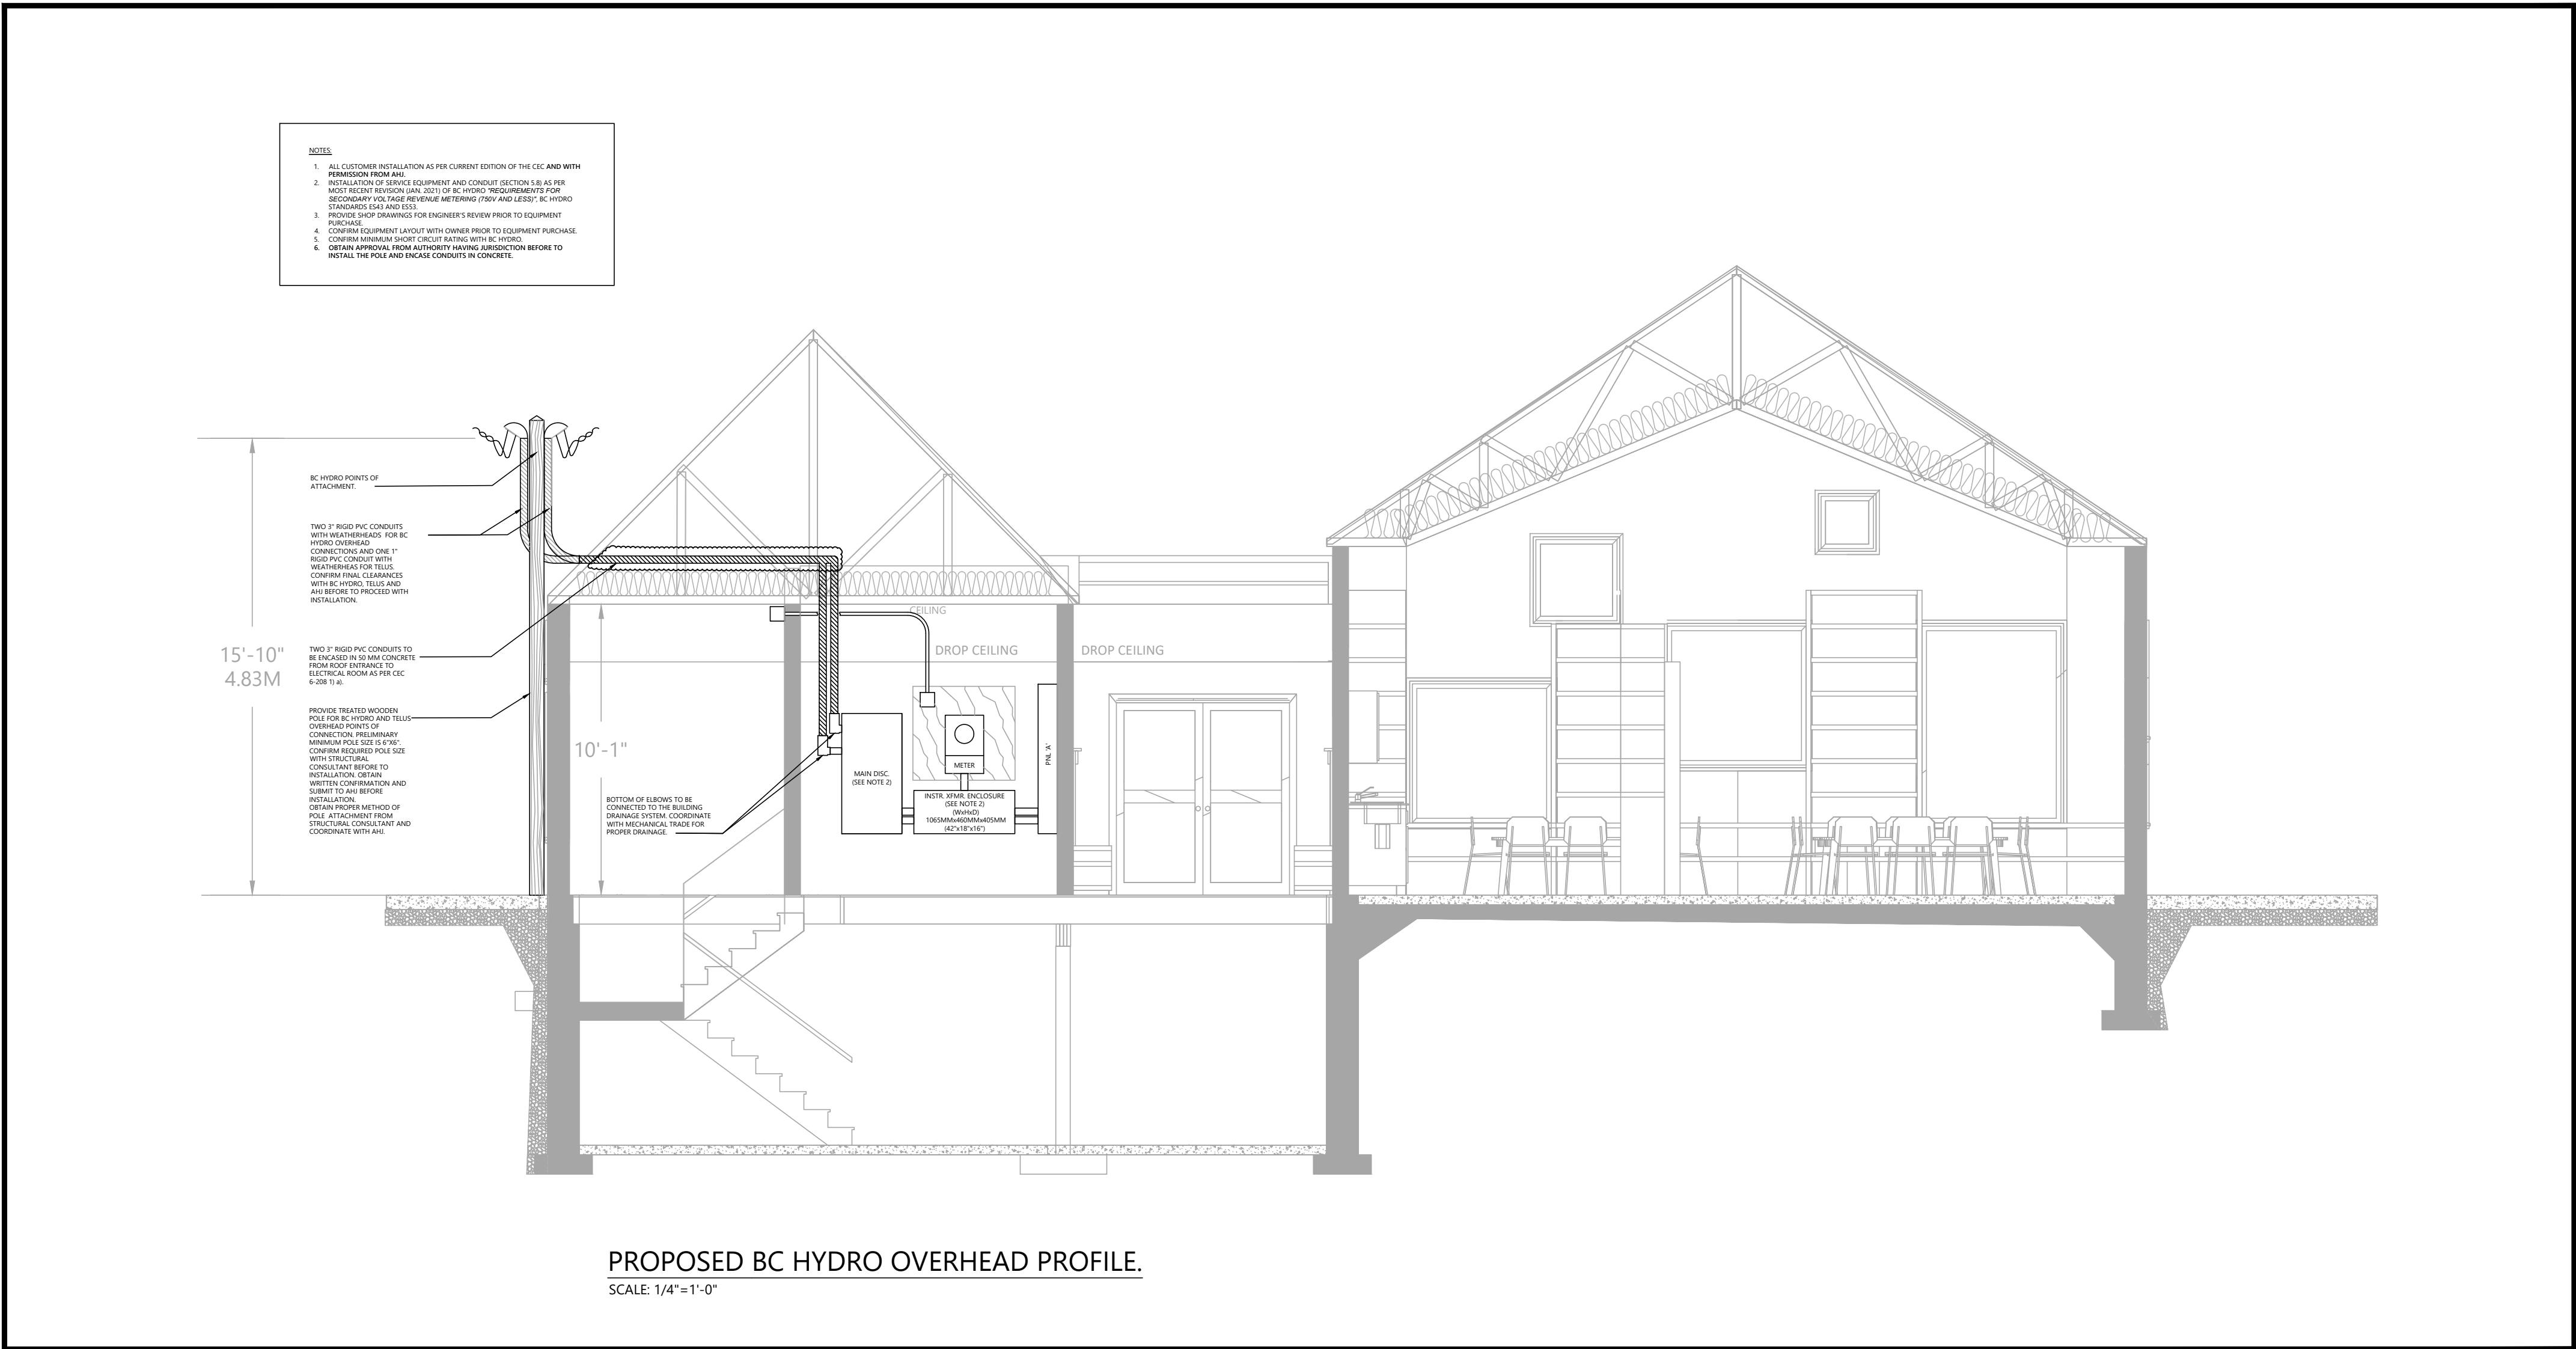 NOTES:
1. ALL CUSTOMER INSTALLATION AS PER CURRENT EDITION OF THE CEC AND WITH
PERMISSION FROM AHJ.
2. INSTALLATION OF SERVICE EQUIPMENT AND CONDUIT (SECTION 5.8) AS PER
MOST RECENT REVISION (JAN. 2021) OF BC HYDRO "REQUIREMENTS FOR
SECONDARY VOLTAGE REVENUE METERING (750V AND LESS)", BC HYDRO
STANDARDS ES43 AND ES53.
3. PROVIDE SHOP DRAWINGS FOR ENGINEER'S REVIEW PRIOR TO EQUIPMENT
PURCHASE.
4. CONFIRM EQUIPMENT LAYOUT WITH OWNER PRIOR TO EQUIPMENT PURCHASE.
5. CONFIRM MINIMUM SHORT CIRCUIT RATING WITH BC HYDRO.
6. OBTAIN APPROVAL FROM AUTHORITY HAVING JURISDICTION BEFORE TO
INSTALL THE POLE AND ENCASE CONDUITS IN CONCRETE.
BC HYDRO POINTS OF
ATTACHMENT.
TWO 3" RIGID PVC CONDUITS
WITH WEATHERHEADS FOR BC
HYDRO OVERHEAD
CONNECTIONS AND ONE 1"
RIGID PVC CONDUIT WITH
WEATHERHEAS FOR TELUS.
CONFIRM FINAL CLEARANCES
WITH BC HYDRO, TELUS AND
AHJ BEFORE TO PROCEED WITH
INSTALLATION.
15'-10"
4.83M
TWO 3" RIGID PVC CONDUITS TO
BE ENCASED IN 50 MM CONCRETE
FROM ROOF ENTRANCE TO
ELECTRICAL ROOM AS PER CEC
6-208 1) a).
PROVIDE TREATED WOODEN
POLE FOR BC HYDRO AND TELUS
OVERHEAD POINTS OF
CONNECTION. PRELIMINARY
MINIMUM POLE SIZE IS 6"X6".
CONFIRM REQUIRED POLE SIZE
WITH STRUCTURAL
CONSULTANT BEFORE TO
INSTALLATION. OBTAIN
WRITTEN CONFIRMATION AND
SUBMIT TO AHJ BEFORE
INSTALLATION.
OBTAIN PROPER METHOD OF
POLE ATTACHMENT FROM
STRUCTURAL CONSULTANT AND
COORDINATE WITH AHJ.
10'-1"
BOTTOM OF ELBOWS TO BE
CONNECTED TO THE BUILDING
DRAINAGE SYSTEM. COORDINATE
WITH MECHANICAL TRADE FOR
PROPER DRAINAGE.
CEILING
DROP CEILING
DROP CEILING
MAIN DISC.
(SEE NOTE 2)
METER
PNL 'A'
INSTR. XFMR. ENCLOSURE
(SEE NOTE 2)
(WxHxD)
1065MMx460MMx405MM
(42"x18"x16")
PROPOSED BC HYDRO OVERHEAD PROFILE.
SCALE: 1/4"=1'-0"